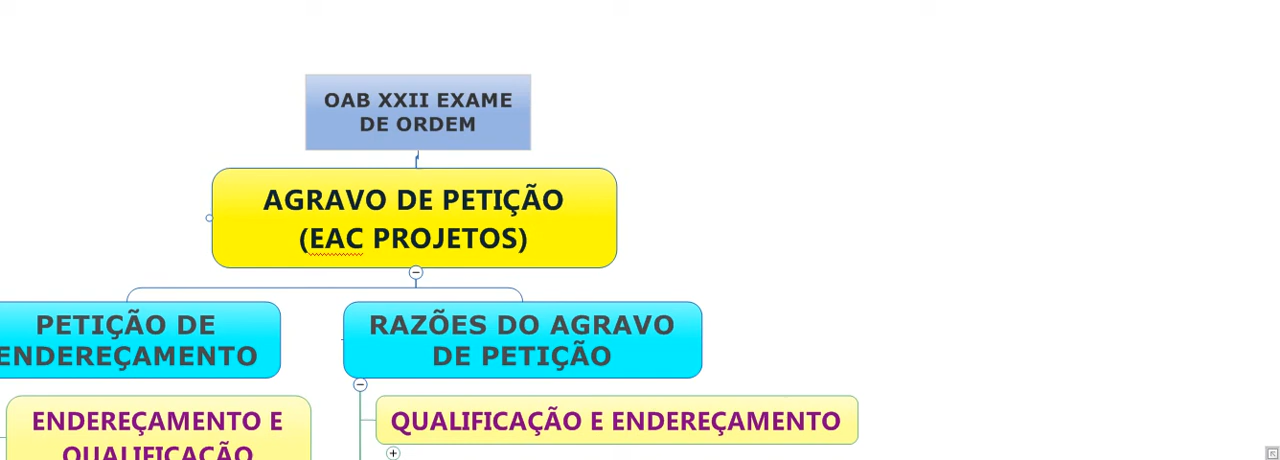 OAB XXII EXAME
DE ORDEM
AGRAVO DE PETIÇÃO
(EAC PROJETOS)
PETIÇÃO DE
ENDEREÇAMENTO
RAZÕES DO AGRAVO
DE PETIÇÃO
ENDEREÇAMENTO E
QUALIFICAÇÃO
QUALIFICAÇÃO E ENDEREÇAMENTO